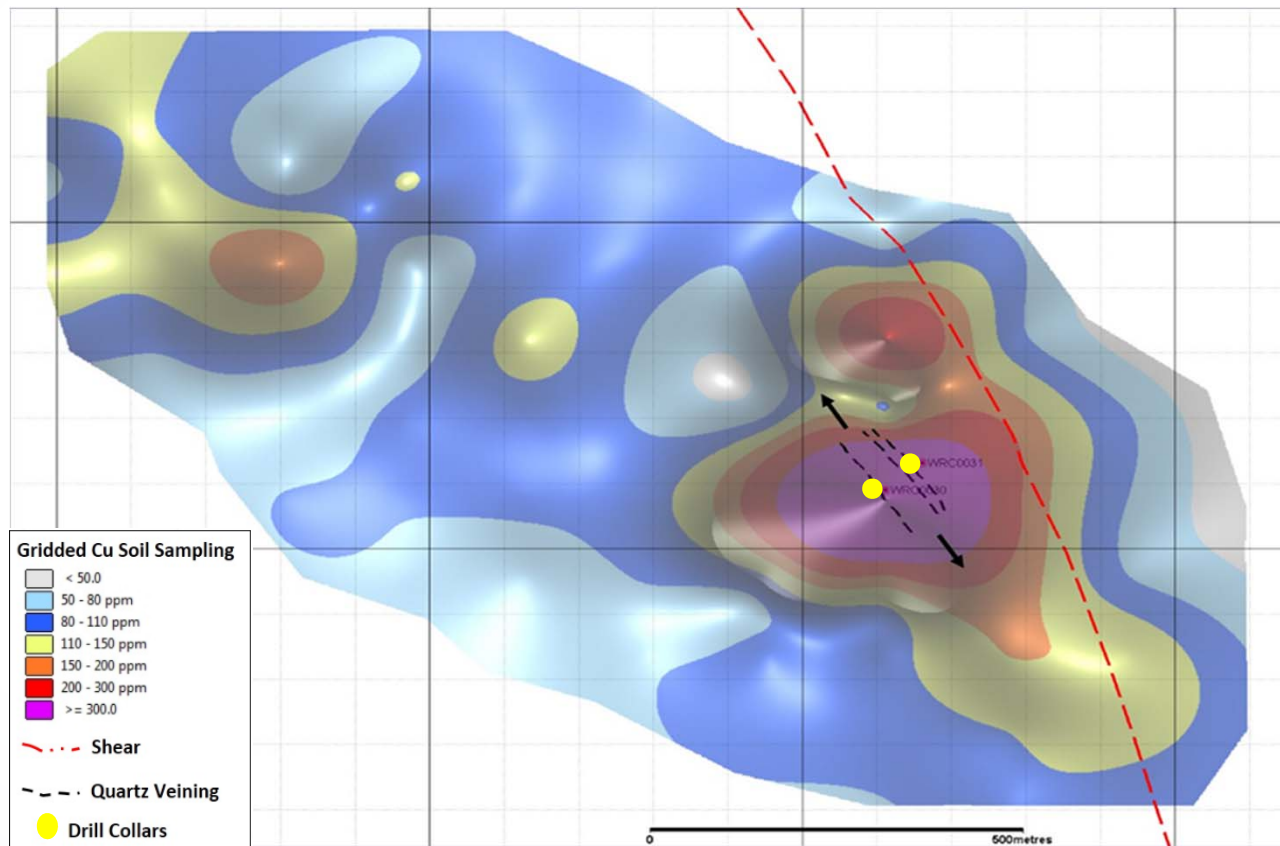 WRC0031
WRC0030
Gridded Cu Soil Sampling
< 50.0
50 - 80 ppm
80 - 110 ppm
110 - 150 ppm
150 - 200 ppm
200 - 300 ppm
>= 300.0
Shear
Quartz Veining
Drill Collars
0
500metres